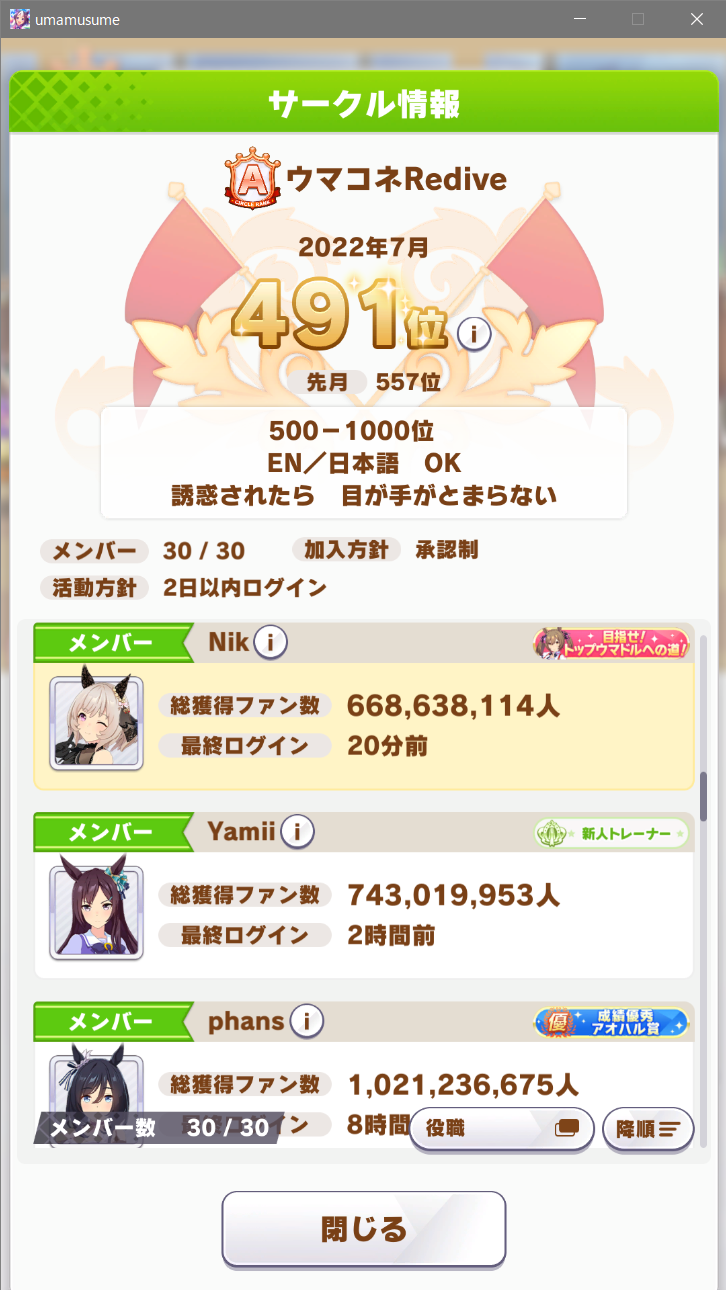 umamusume
サークル情報
A
CIRCLE RANK
ウマコネRedive
2022年7月
491位
i
先月 557位
500－1000位
EN／日本語　OK
誘惑されたら　目が手がとまらない
メンバー 30 / 30 加入方針 承認制
活動方針 2日以内ログイン
メンバー Nik i
目指せ!
トップウマドルへの道!
総獲得ファン数 668,638,114人
最終ログイン 20分前
メンバー Yamii i 新人トレーナー
総獲得ファン数 743,019,953人
最終ログイン 2時間前
メンバー phans i
優 成績優秀
アオハル賞
総獲得ファン数 1,021,236,675人
イン 8時間
メンバー数 30 / 30
役職
降順
閉じる